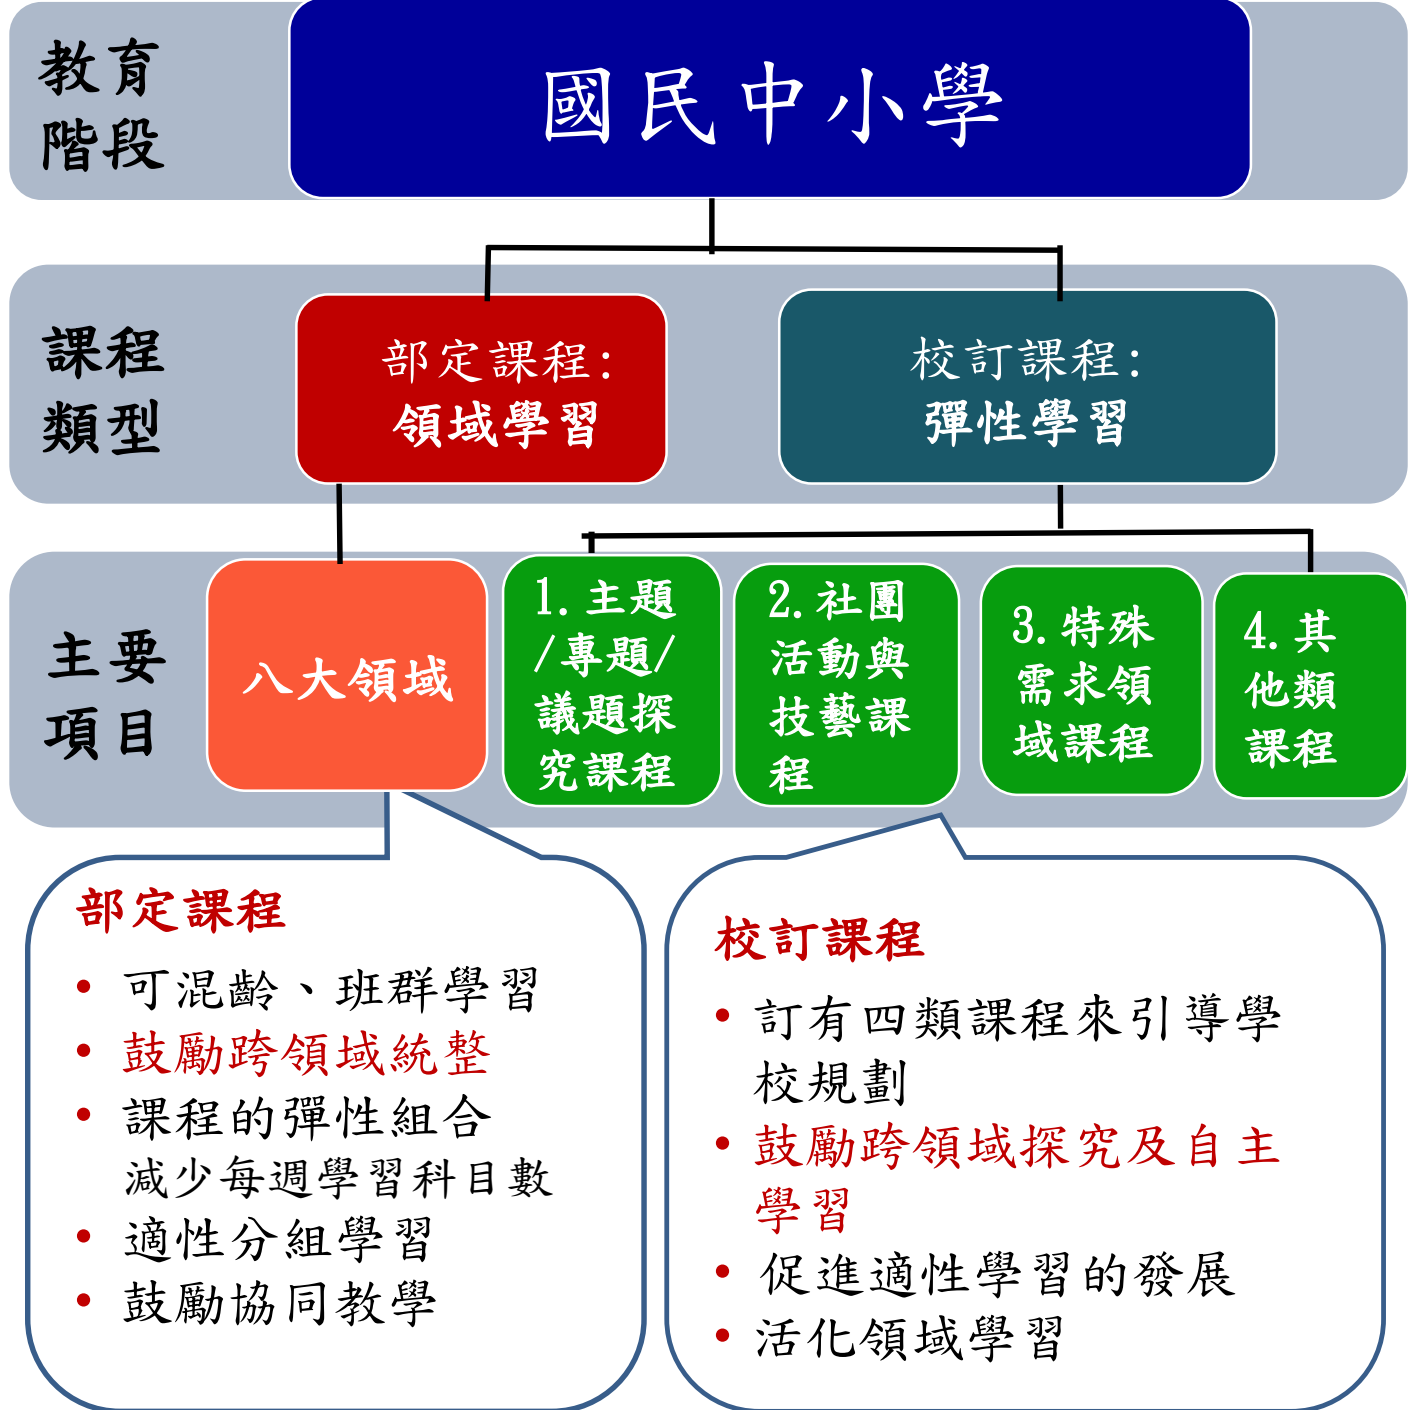 教育
階段
國民中小學
課程
類型
部定課程:
領域學習
校訂課程:
彈性學習
主要
項目
八大領域
1.主題
/專題/
議題探
究課程
2.社團
活動與
技藝課
程
3.特殊
需求領
域課程
4.其
他類
課程
部定課程
• 可混齡、班群學習
• 鼓勵跨領域統整
• 課程的彈性組合
減少每週學習科目數
• 適性分組學習
• 鼓勵協同教學
校訂課程
• 訂有四類課程來引導學
校規劃
• 鼓勵跨領域探究及自主
學習
• 促進適性學習的發展
• 活化領域學習